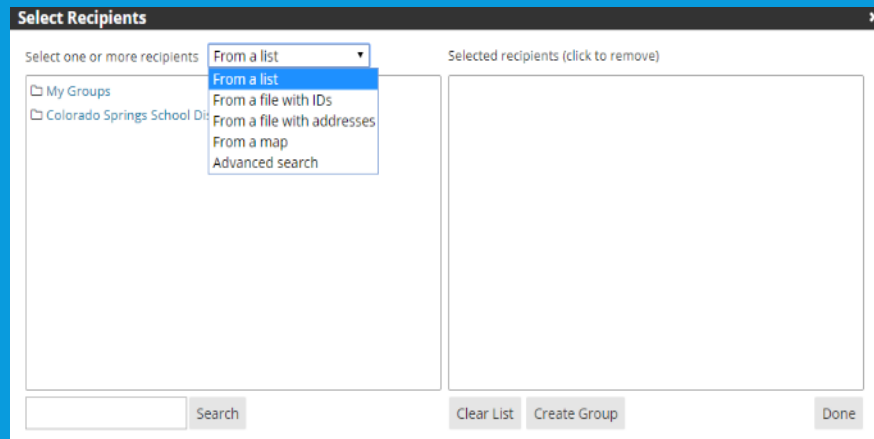 Select Recipients
Select one or more recipients From a list
Selected recipients (click to remove)
From a list
My Groups
From a file with IDs
Colorado Springs School
From a file with addresses
From a map
Advanced search
Search
Clear List Create Group Done